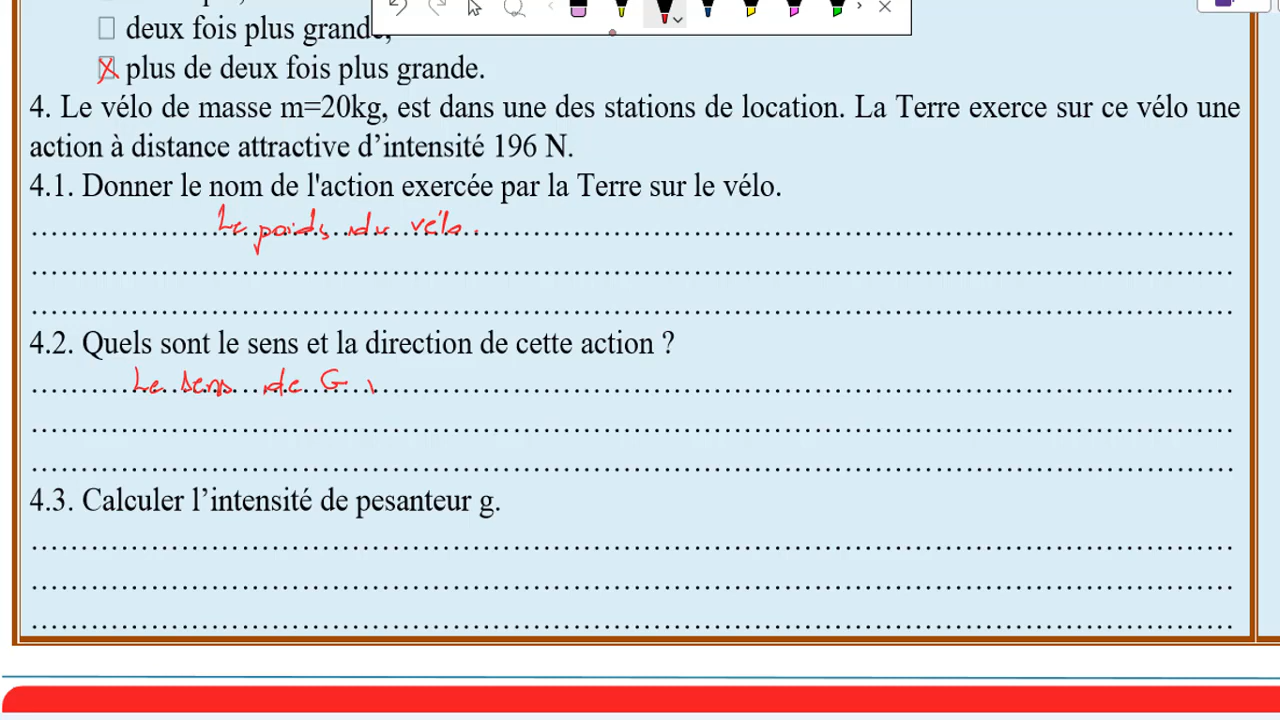 deux fois plus grande,
plus de deux fois plus grande.
4. Le vélo de masse m=20kg, est dans une des stations de location. La Terre exerce sur ce vélo une
action à distance attractive d’intensité 196 N.
4.1. Donner le nom de l'action exercée par la Terre sur le vélo.
Le poids du vélo.
4.2. Quels sont le sens et la direction de cette action ?
Le sens de G
4.3. Calculer l’intensité de pesanteur g.